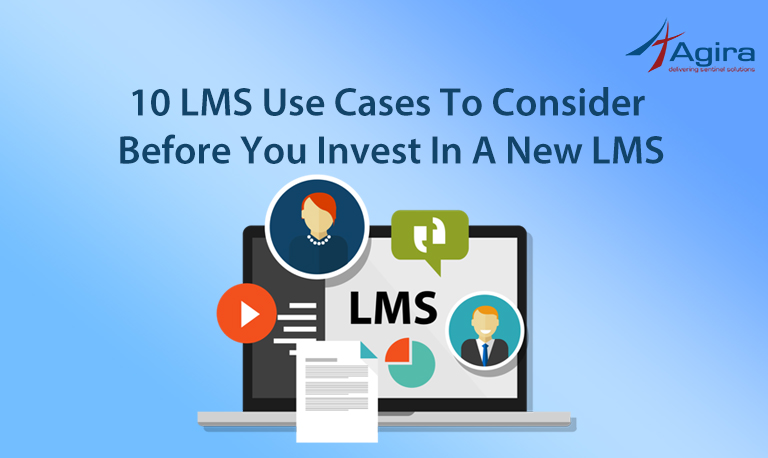 Agira
delivering sentinel solutions
10 LMS Use Cases To Consider
Before You Invest In A New LMS
LMS